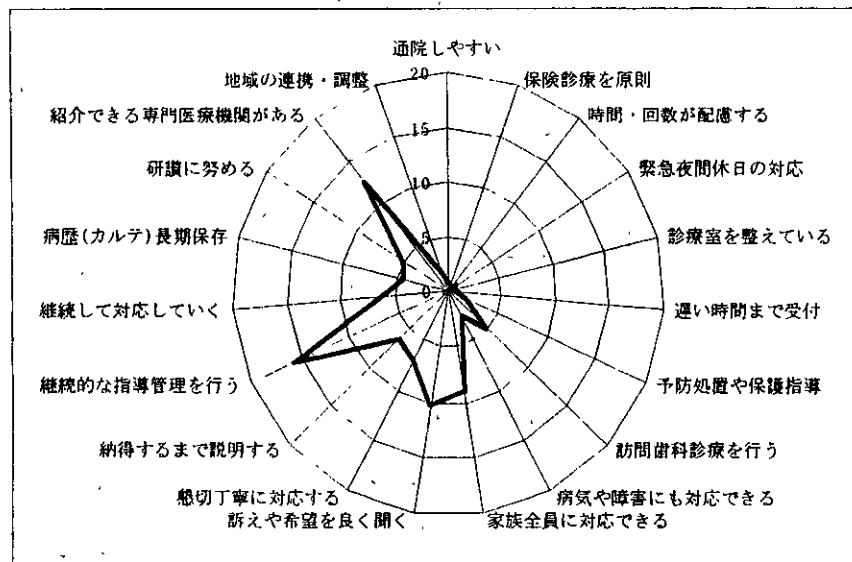 通院しやすい
保険診療を原則
時間・回数が配慮する
緊急夜間休日の対応
診療室を整えている
遅い時間まで受付
予防処置や保護指導
訪問歯科診療を行う
病気や障害にも対応できる
家族全員に対応できる
訴えや希望を良く聞く
懇切丁寧に対応する
納得するまで説明する
継続的な指導管理を行う
継続して対応していく
病歴(カルテ)長期保存
研讃に努める
紹介できる専門医療機関がある
地域の連携・調整
20
15
10
5
0